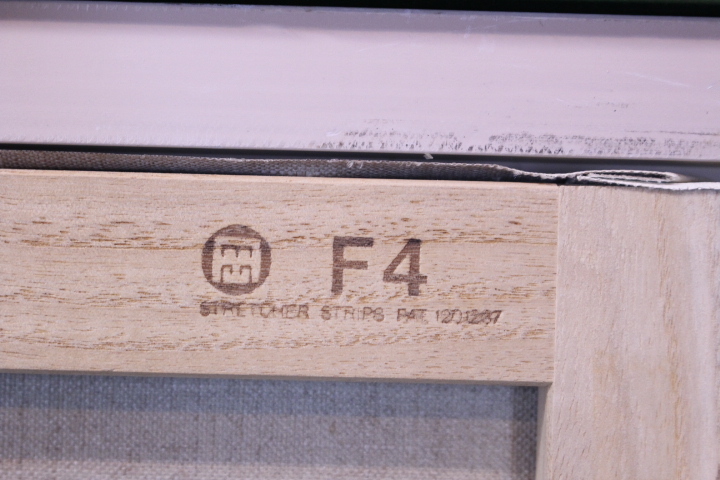 F4
STRETCHER STRIPS PAT.